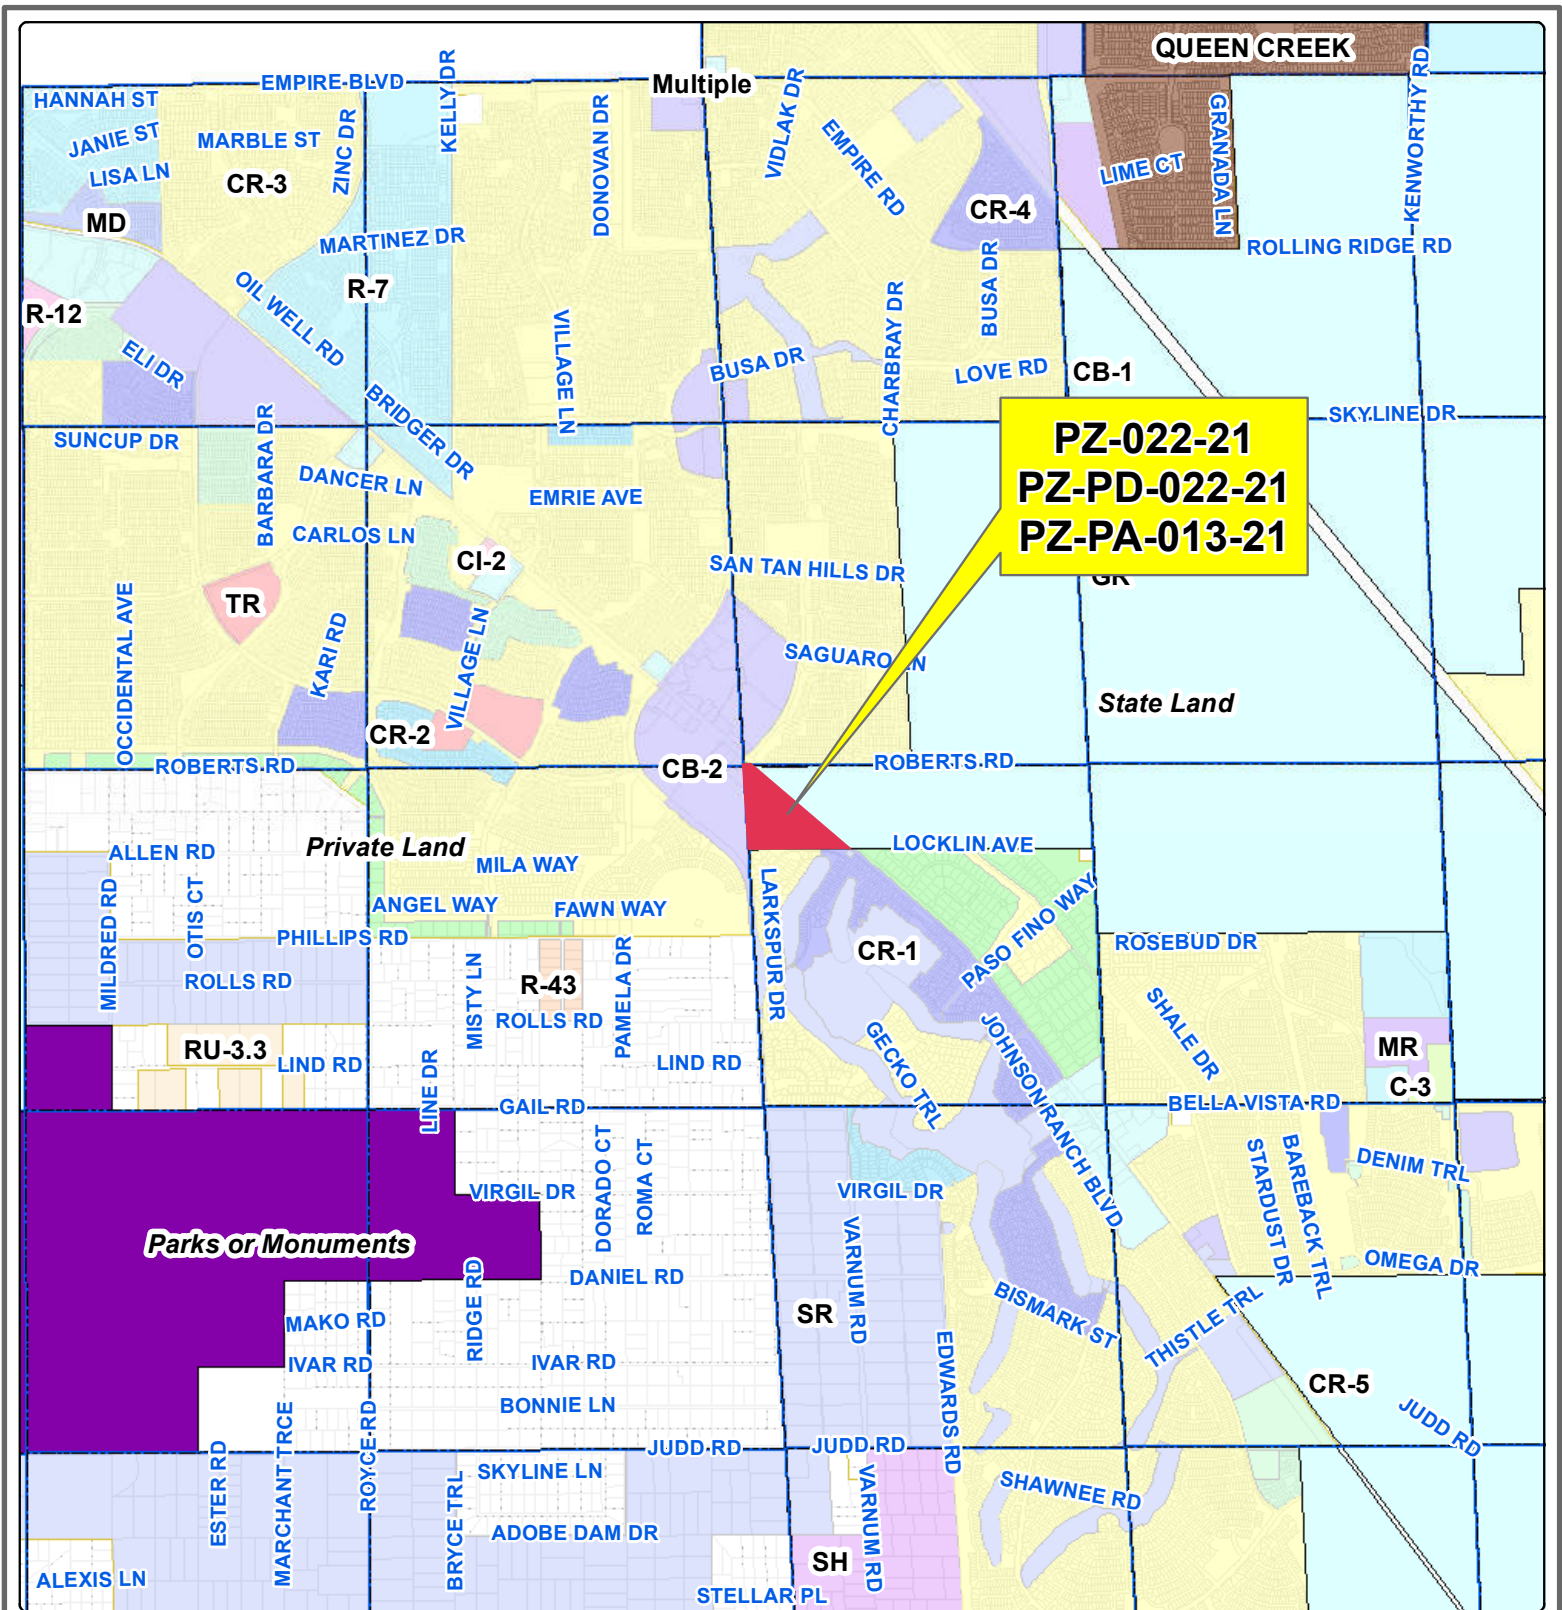 QUEEN CREEK
EMPIRE BLVD
KELLY DR
Multiple
HANNAH ST
JANIE ST
LISA LN
MARBLE ST
ZINC DR
CR-3
DONOVAN DR
VIDLAK DR
EMPIRE RD
CR-4
LIME CT
GRANADA LN
KENWORTHY RD
MD
MARTINEZ DR
ROLLING RIDGE RD
R-7
OIL WELL RD
BUSA DR
R-12
ELI DR
VILLAGE LN
CHARBRAY DR
BUSA DR
LOVE RD
CB-1
BRIDGER DR
SKYLINE DR
SUNCUP DR
BARBARA DR
DANCER LN
EMRIE AVE
PZ-022-21
PZ-PD-022-21
PZ-PA-013-21
CARLOS LN
CI-2
SAN TAN HILLS DR
GR
OCCIDENTAL AVE
TR
KARI RD
VILLAGE LN
SAGUARO LN
State Land
CR-2
ROBERTS RD
CB-2
ROBERTS RD
Private Land
ALLEN RD
LOCKLIN AVE
MILA WAY
MILDRED RD
OTIS CT
ANGEL WAY
FAWN WAY
LARKSPUR DR
PASO FINO WAY
PHILLIPS RD
CR-1
ROSEBUD DR
ROLLS RD
MISTY LN
R-43
PAMELA DR
ROLLS RD
SHALE DR
RU-3.3
LIND RD
LINE DR
LIND RD
GECKO TRL
JOHNSON RANCH BLVD
MR
C-3
GAIL RD
BELLA VISTA RD
DORADO CT
ROMA CT
STARDUST DR
BAREBACK TRL
DENIM TRL
VIRGIL DR
VIRGIL DR
Parks or Monuments
RIDGE RD
DANIEL RD
VARNUM RD
OMEGA DR
SR
BISMARK ST
THISTLE TRL
MAKO RD
IVAR RD
IVAR RD
EDWARDS RD
CR-5
BONNIE LN
JUDD RD
MARCHANT TRCE
ROYCE RD
JUDD RD
JUDD RD
ESTER RD
BRYCE TRL
SKYLINE LN
VARNUM RD
SHAWNEE RD
ADOBE DAM DR
SH
ALEXIS LN
STELLAR PL